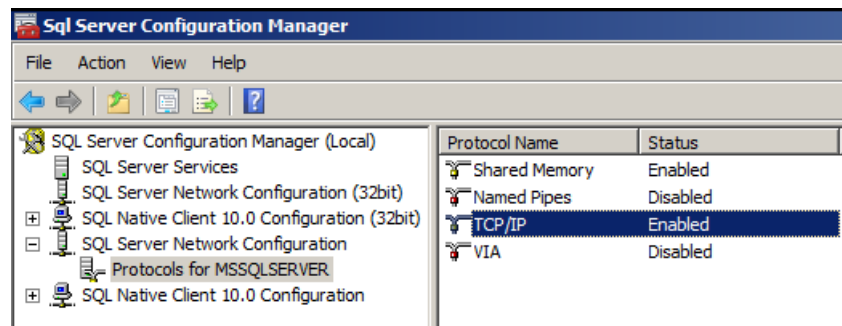 Sql Server Configuration Manager
File Action View Help
SQL Server Configuration Manager (Local)
SQL Server Services
SQL Server Network Configuration (32bit)
SQL Native Client 10.0 Configuration (32bit)
SQL Server Network Configuration
Protocols for MSSQLSERVER
SQL Native Client 10.0 Configuration
Protocol Name Status
Shared Memory Enabled
Named Pipes Disabled
TCP/IP Enabled
VIA Disabled